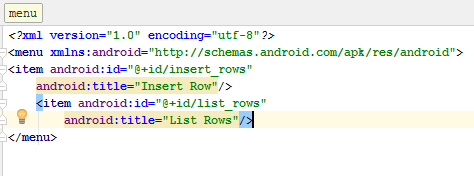 menu
<?xml version="1.0" encoding="utf-8"?>
<menu xmlns:android="http://schemas.android.com/apk/res/android">
<item android:id="@+id/insert_rows"
android:title="Insert Row"/>
<item android:id="@+id/list_rows"
android:title="List Rows"/>
</menu>